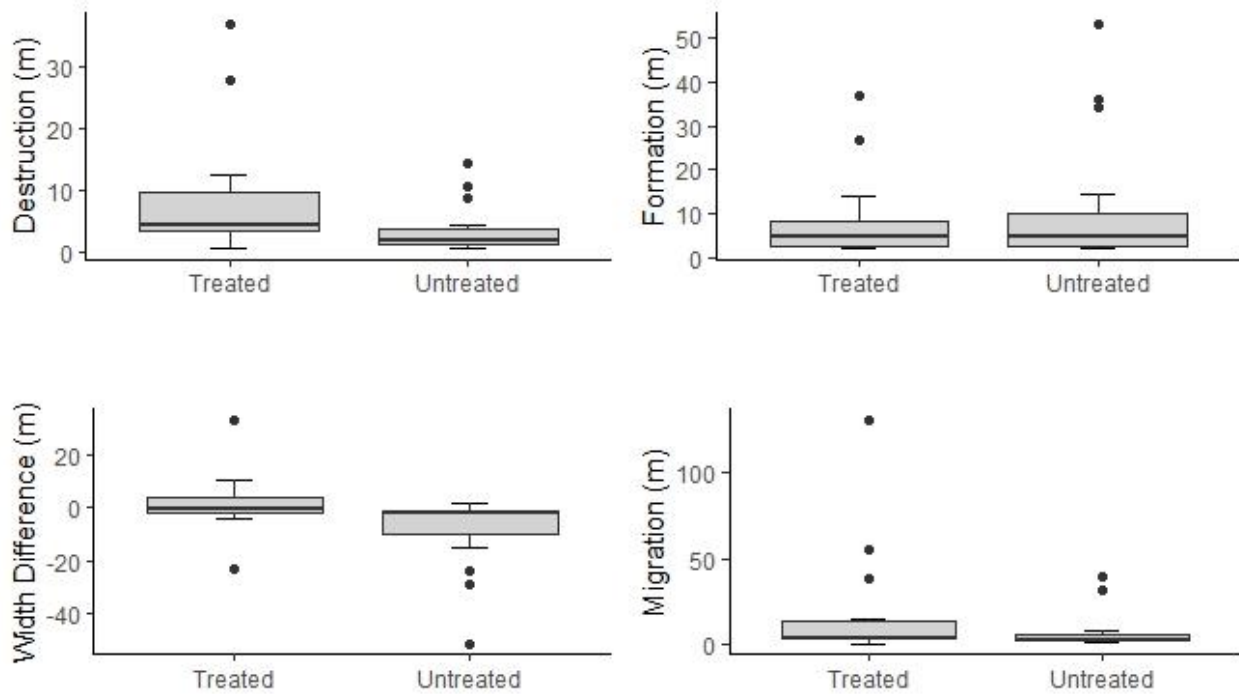 Destruction (m)
30
20
10
0
Treated Untreated
Formation (m)
50
40
30
20
10
0
Treated Untreated
Width Difference (m)
20
0
-20
-40
Treated Untreated
Migration (m)
100
50
0
Treated Untreated